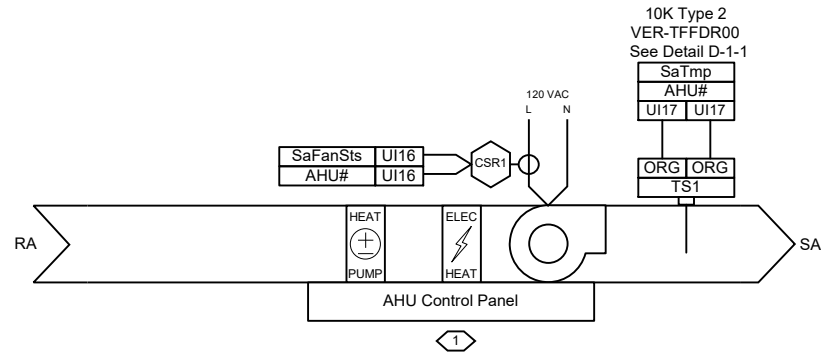 10K Type 2
VER-TFFDR00
See Detail D-1-1
SaTmp
AHU#
UI17 UI17
120 VAC
L N
SaFanSts UI16
AHU# UI16
CSR1
ORG ORG
TS1
RA
HEAT
PUMP
ELEC
HEAT
SA
AHU Control Panel
1